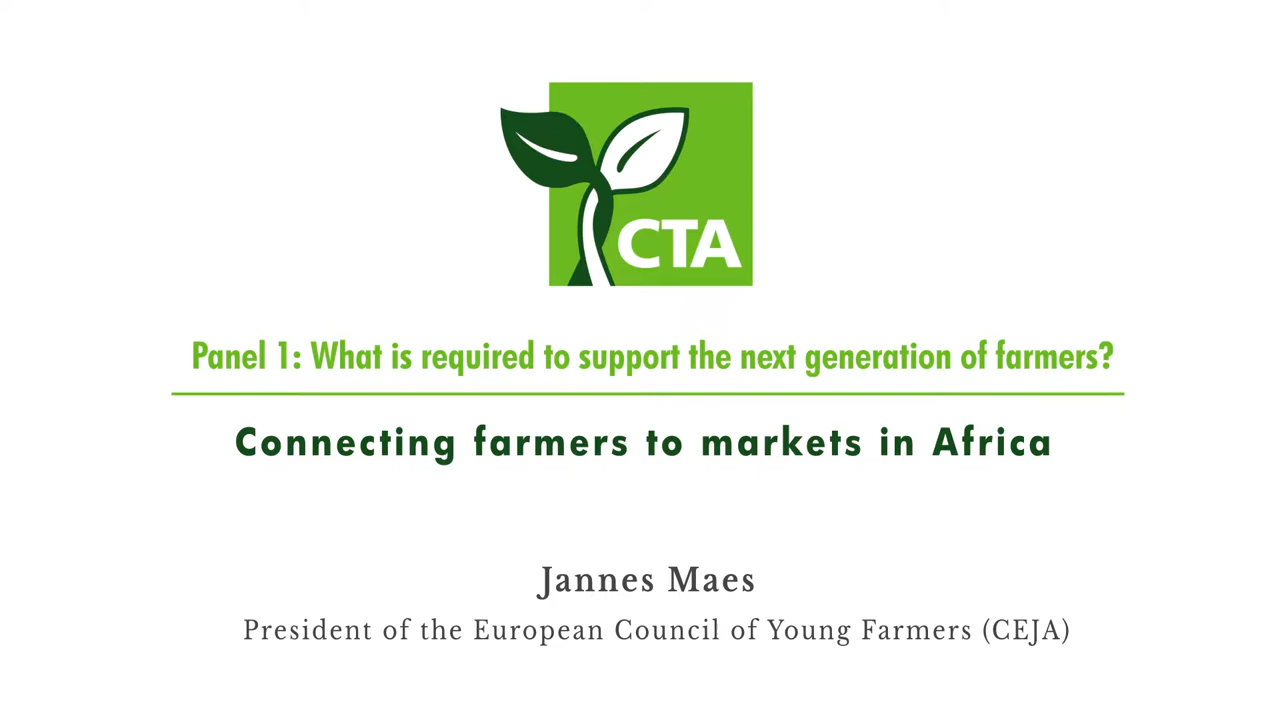 CTA
Panel 1: What is required to support the next generation of farmers?
Connecting farmers to markets in Africa
Jannes Maes
President of the European Council of Young Farmers (CEJA)